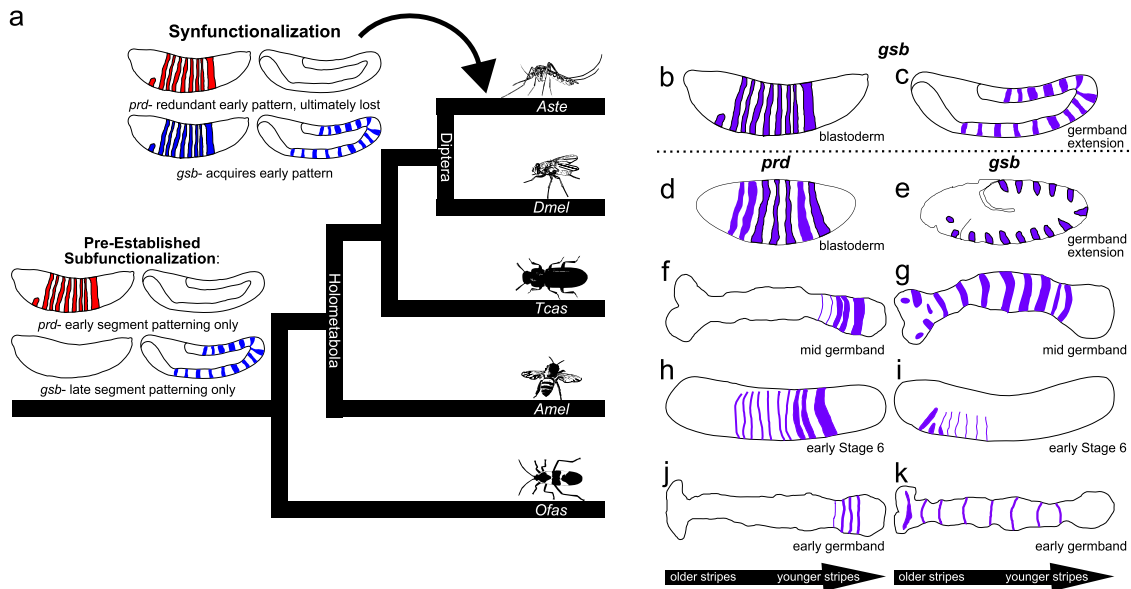 a
Synfunctionalization
prd- redundant early pattern, ultimately lost
gsb- acquires early pattern
Pre-Established
Subfunctionalization:
prd- early segment patterning only
gsb- late segment patterning only
Holometabola
Diptera
Aste
Dmel
Tcas
Amel
Ofas
gsb
b
blastoderm
c
germband
extension
prd
gsb
d
blastoderm
e
germband
extension
f
mid germband
g
mid germband
h
early Stage 6
i
early Stage 6
j
early germband
k
early germband
older stripes younger stripes
older stripes younger stripes